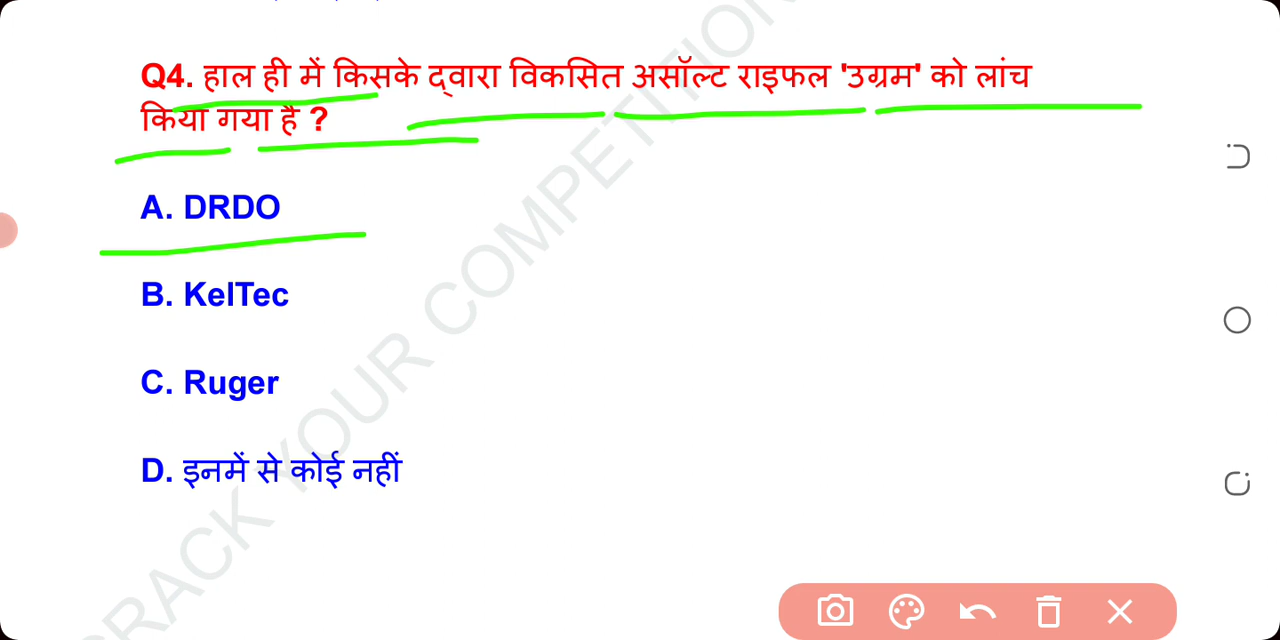 Q4. हाल ही में किसके द्वारा विकसित असॉल्ट राइफल 'उग्रम' को लांच
किया गया है ?
A. DRDO
B. KelTec
C. Ruger
D. इनमें से कोई नहीं
CRACK YOUR COMPETITION